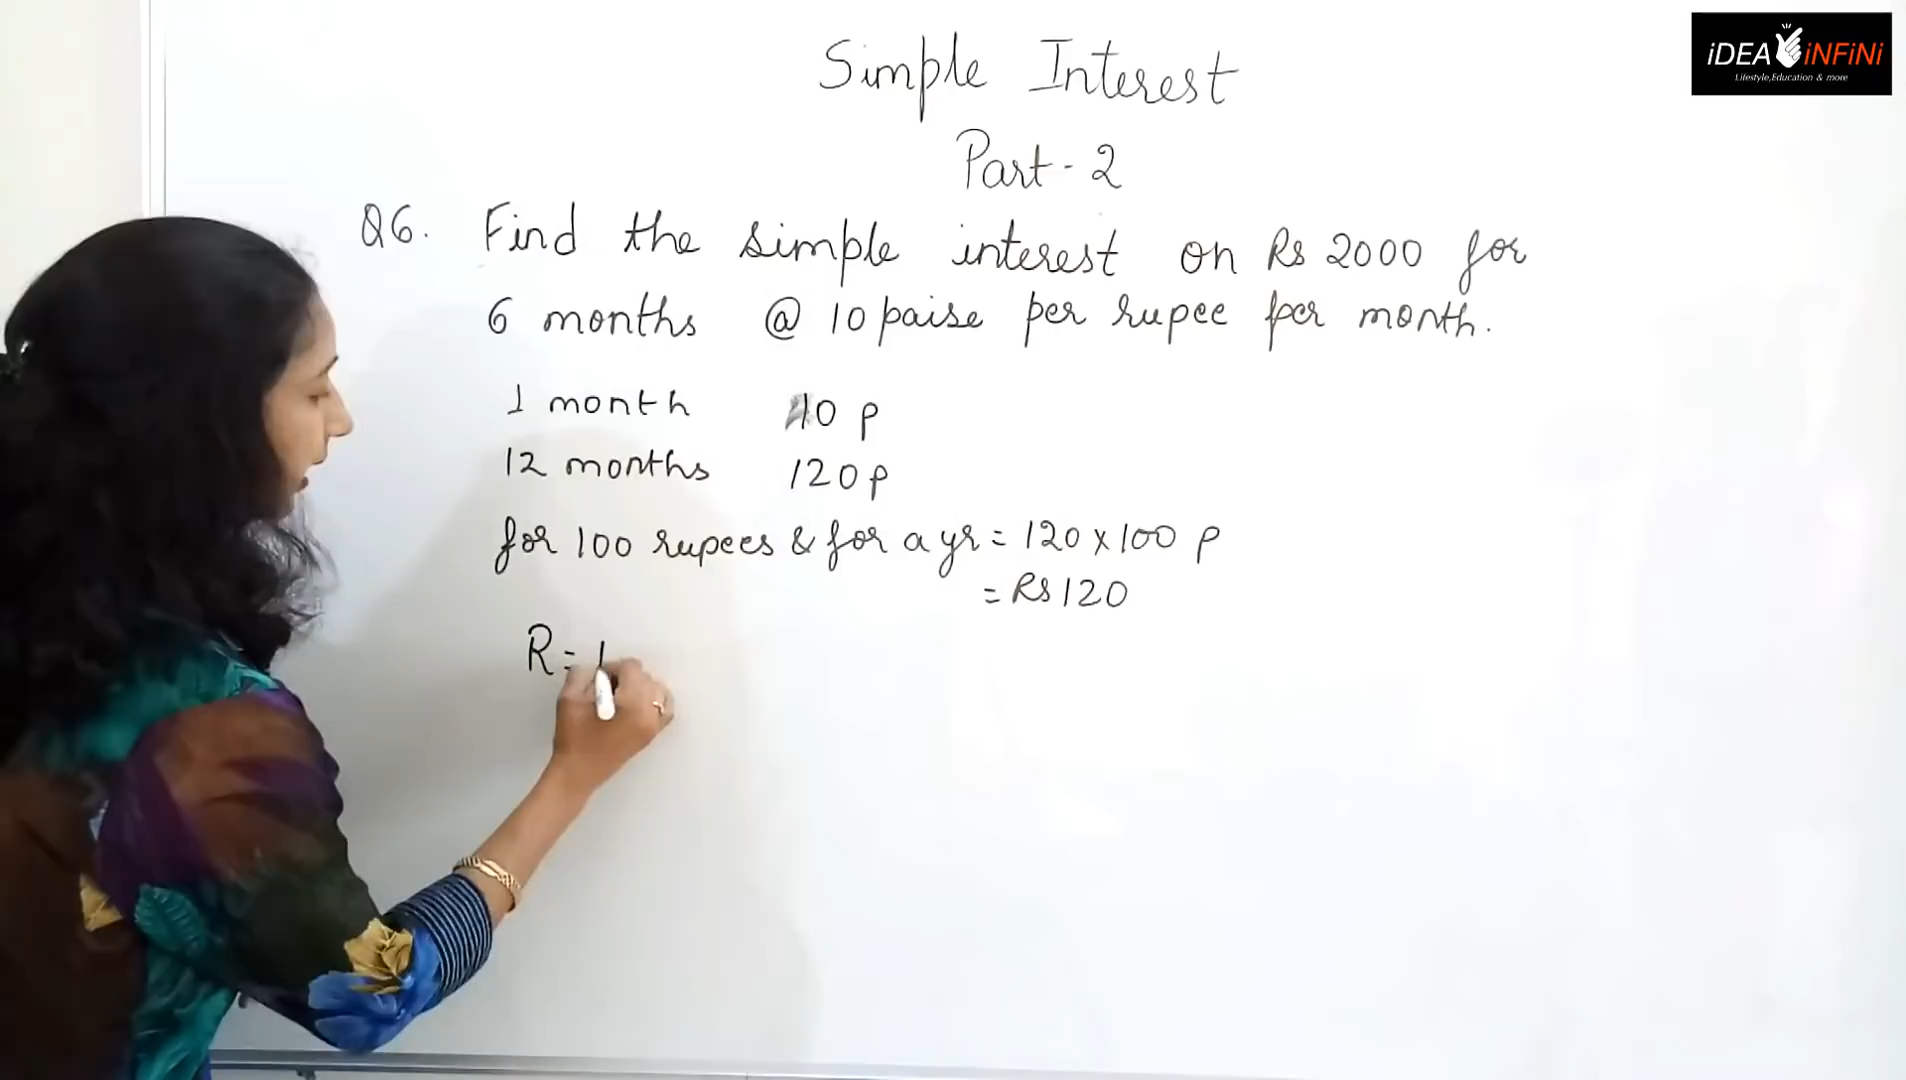 iDEA iNFiNi
Lifestyle,Education & more
Simple Interest
Part - 2
Q6. Find the simple interest on Rs 2000 for
6 months @ 10 paise per rupee per month.
1 month 10 p
12 months 120 p
for 100 rupees & for a yr = 120 x 100 p
= Rs 120
R = 1